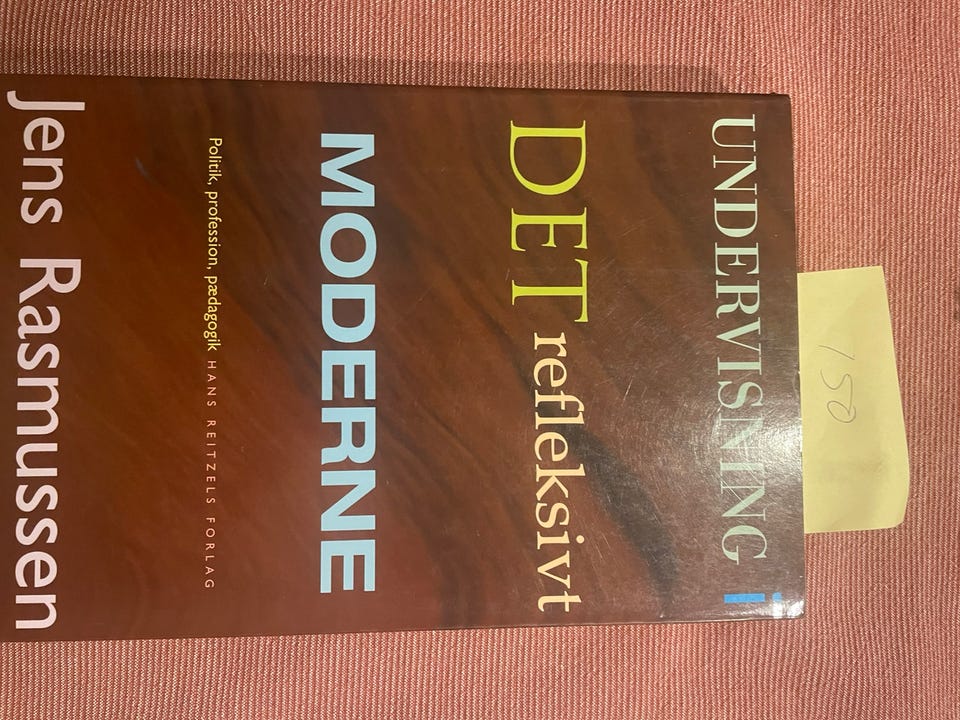 150
UNDERVISNING i
DET refleksivt
MODERNE
Politik, profession, pædagogik HANS REITZELS FORLAG
Jens Rasmussen